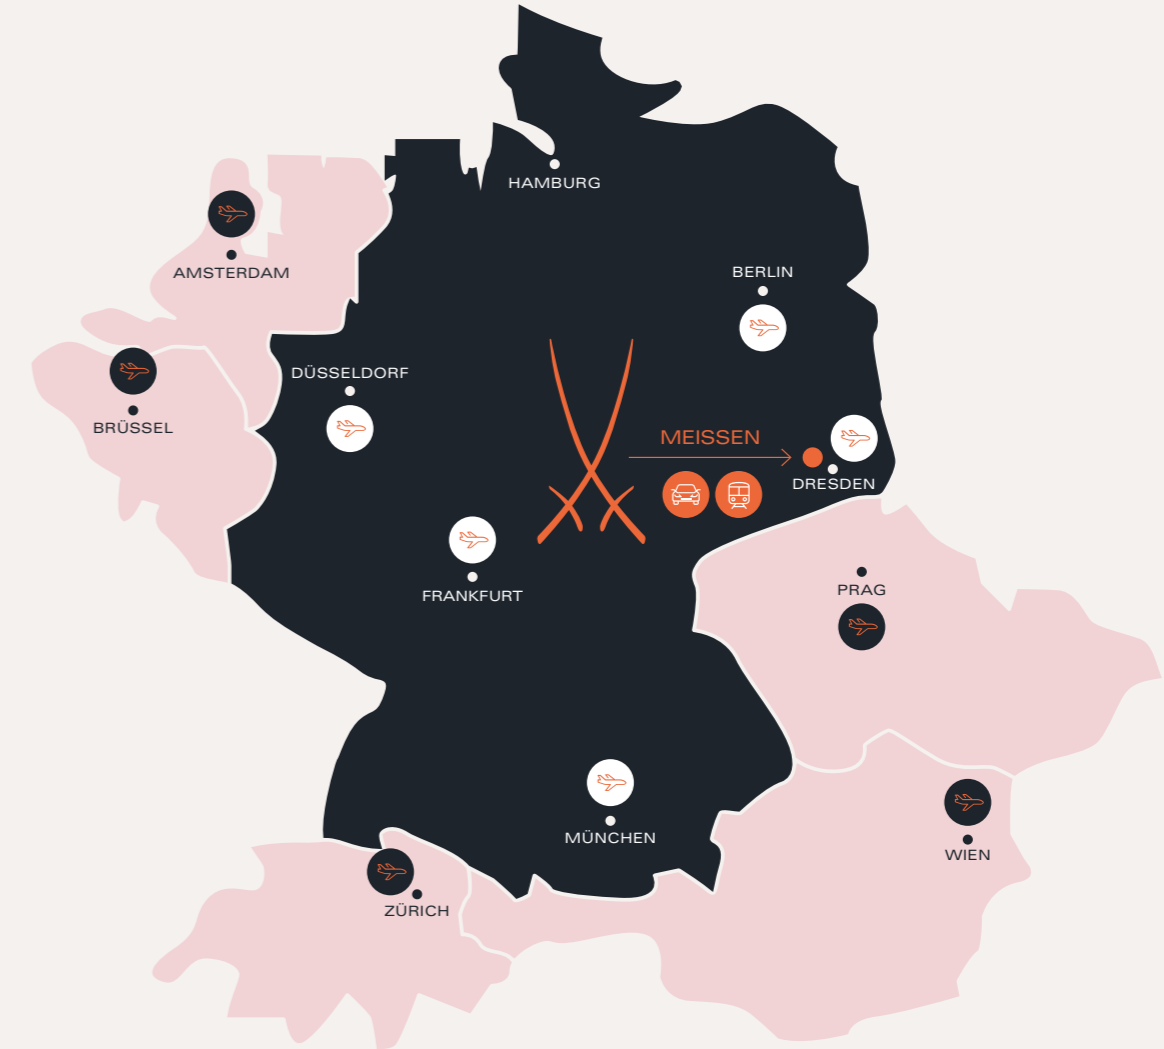 HAMBURG
AMSTERDAM
BERLIN
DÜSSELDORF
BRÜSSEL
MEISSEN
DRESDEN
FRANKFURT
PRAG
MÜNCHEN
WIEN
ZÜRICH